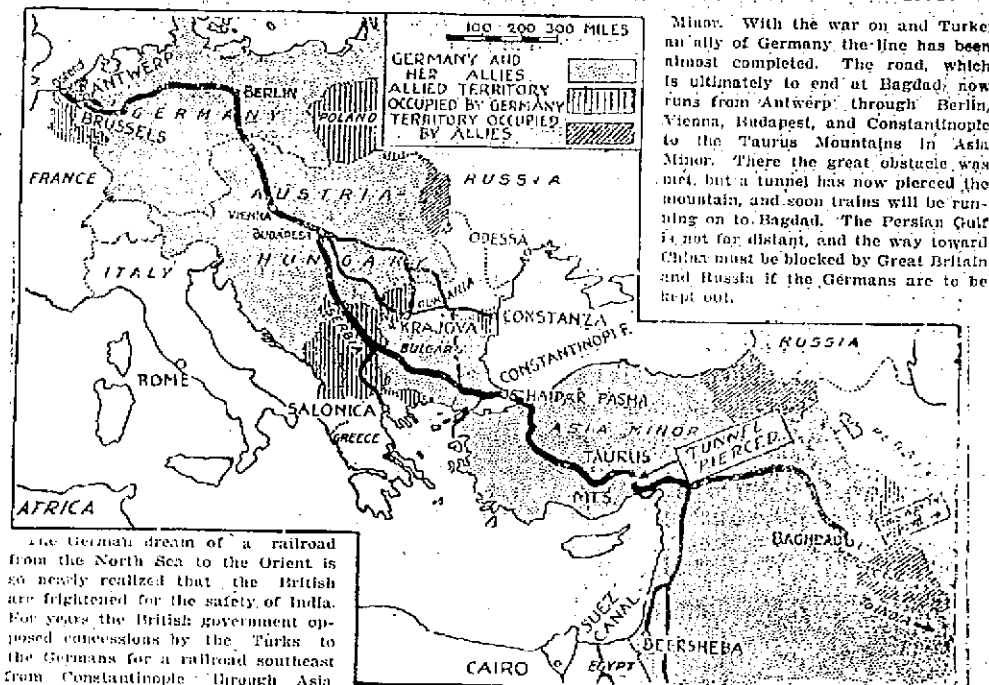 100 200 300 MILES
GERMANY AND
HER ALLIES
ALLIED TERRITORY
OCCUPIED BY GERMANY
TERRITORY OCCUPIED
BY ALLIES
ANTWERP
BRUSSELS
BERLIN
GERMANY
POLAND
FRANCE
AUSTRIA
RUSSIA
VIENNA
BUDAPEST
HUNGARY
ODESSA
ITALY
SERBIA
KRAJOVA
CONSTANZA
BULGARIA
CONSTANTINOPLE
RUSSIA
ROME
HAIDAR PASHA
SALONICA
GREECE
ASIA MINOR
TAURUS
MTS.
TUNNEL
PIERCED
PERSIA
AFRICA
BAGHDAD
To India
SUEZ
CANAL
BEERSHEBA
CAIRO
EGYPT
The German dream of a railroad
from the North Sea to the Orient is
so nearly realized that the British
are frightened for the safety of India.
For years the British government op-
posed concessions by the Turks to
the Germans for a railroad southeast
from Constantinople through Asia
Minor. With the war on and Turkey
an ally of Germany the line has been
almost completed. The road, which
is ultimately to end at Bagdad, now
runs from Antwerp through Berlin,
Vienna, Budapest, and Constantinople
to the Taurus Mountains in Asia
Minor. There the great obstacle was
met, but a tunnel has now pierced the
mountain, and soon trains will be run-
ning on to Bagdad. The Persian Gulf
is not far distant, and the way toward
China must be blocked by Great Britain
and Russia if the Germans are to be
kept out.